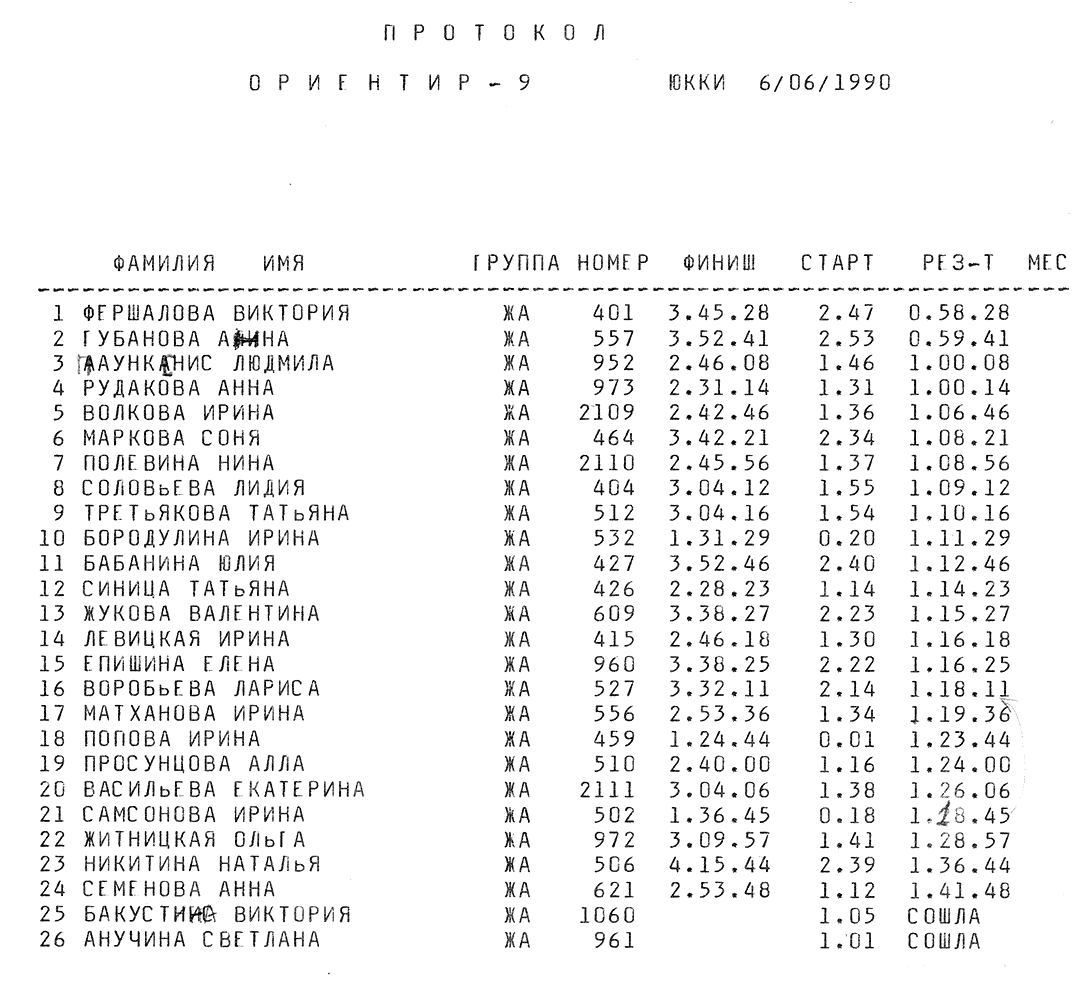 П Р О Т О К О Л
О Р И Е Н Т И Р - 9 ЮККИ 6/06/1990
ФАМИЛИЯ ИМЯ ГРУППА НОМЕР ФИНИШ СТАРТ РЕЗ-Т МЕС
1 ФЕРШАЛОВА ВИКТОРИЯ ЖА 401 3.45.28 2.47 0.58.28
2 ГУБАНОВА ЖА 557 3.52.41 2.53 0.59.41
3 ЛЮДМИЛА ЖА 952 2.46.08 1.46 1.00.08
4 РУДАКОВА АННА ЖА 973 2.31.14 1.31 1.00.14
5 ВОЛКОВА ИРИНА ЖА 2109 2.42.46 1.36 1.06.46
6 МАРКОВА СОНЯ ЖА 464 3.42.21 2.34 1.08.21
7 ПОЛЕВИНА НИНА ЖА 2110 2.45.56 1.37 1.08.56
8 СОЛОВЬЕВА ЛИДИЯ ЖА 404 3.04.12 1.55 1.09.12
9 ТРЕТЬЯКОВА ТАТЬЯНА ЖА 512 3.04.16 1.54 1.10.16
10 БОРОДУЛИНА ИРИНА ЖА 532 1.31.29 0.20 1.11.29
11 БАБАНИНА ЮЛИЯ ЖА 427 3.52.46 2.40 1.12.46
12 СИНИЦА ТАТЬЯНА ЖА 426 2.28.23 1.14 1.14.23
13 ЖУКОВА ВАЛЕНТИНА ЖА 609 3.38.27 2.23 1.15.27
14 ЛЕВИЦКАЯ ИРИНА ЖА 415 2.46.18 1.30 1.16.18
15 ЕПИШИНА ЕЛЕНА ЖА 960 3.38.25 2.22 1.16.25
16 ВОРОБЬЕВА ЛАРИСА ЖА 527 3.32.11 2.14 1.18.11
17 МАТХАНОВА ИРИНА ЖА 556 2.53.36 1.34 1.19.36
18 ПОПОВА ИРИНА ЖА 459 1.24.44 0.01 1.23.44
19 ПРОСУНЦОВА АЛЛА ЖА 510 2.40.00 1.16 1.24.00
20 ВАСИЛЬЕВА ЕКАТЕРИНА ЖА 2111 3.04.06 1.38 1.26.06
21 САМСОНОВА ИРИНА ЖА 502 1.36.45 0.18 1.18.45
22 ЖИТНИЦКАЯ ОЛЬГА ЖА 972 3.09.57 1.41 1.28.57
23 НИКИТИНА НАТАЛЬЯ ЖА 506 4.15.44 2.39 1.36.44
24 СЕМЕНОВА АННА ЖА 621 2.53.48 1.12 1.41.48
25 ВИКТОРИЯ ЖА 1060 1.05 СОШЛА
26 АНУЧИНА СВЕТЛАНА ЖА 961 1.01 СОШЛА